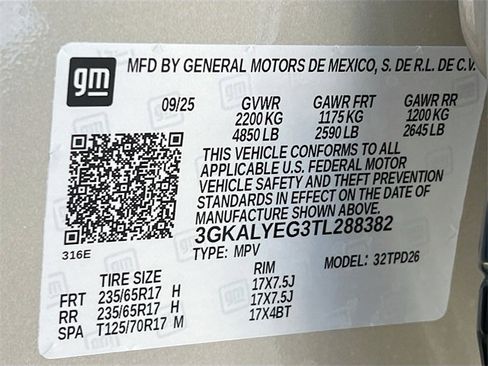 gm MFD BY GENERAL MOTORS DE MEXICO, S. DE R.L. DE C.V.
09/25 GVWR GAWR FRT GAWR RR
2200 KG 1175 KG 1200 KG
4850 LB 2590 LB 2645 LB
THIS VEHICLE CONFORMS TO ALL
APPLICABLE U.S. FEDERAL MOTOR
VEHICLE SAFETY AND THEFT PREVENTION
STANDARDS IN EFFECT ON THE DATE OF
MANUFACTURE SHOWN ABOVE.
3GKALYEG3TL288382
316E TYPE: MPV MODEL: 32TPD26
TIRE SIZE RIM
FRT 235/65R17 H 17X7.5J
RR 235/65R17 H 17X7.5J
SPA T125/70R17 M 17X4BT